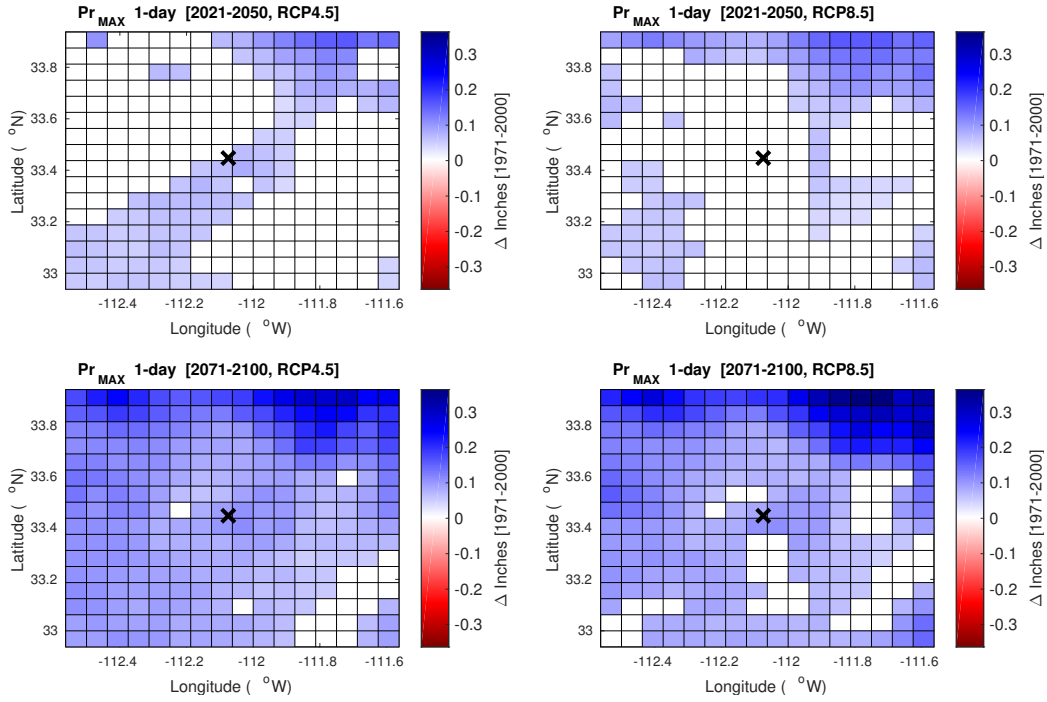 Pr MAX 1-day [2021-2050, RCP4.5]
33.8
33.6
33.4
33.2
33
Latitude ( °N)
-112.4 -112.2 -112 -111.8 -111.6
Longitude ( °W)
0.3
0.2
0.1
0
-0.1
-0.2
-0.3
Δ Inches [1971-2000]
Pr MAX 1-day [2021-2050, RCP8.5]
33.8
33.6
33.4
33.2
33
Latitude ( °N)
-112.4 -112.2 -112 -111.8 -111.6
Longitude ( °W)
0.3
0.2
0.1
0
-0.1
-0.2
-0.3
Δ Inches [1971-2000]
Pr MAX 1-day [2071-2100, RCP4.5]
33.8
33.6
33.4
33.2
33
Latitude ( °N)
-112.4 -112.2 -112 -111.8 -111.6
Longitude ( °W)
0.3
0.2
0.1
0
-0.1
-0.2
-0.3
Δ Inches [1971-2000]
Pr MAX 1-day [2071-2100, RCP8.5]
33.8
33.6
33.4
33.2
33
Latitude ( °N)
-112.4 -112.2 -112 -111.8 -111.6
Longitude ( °W)
0.3
0.2
0.1
0
-0.1
-0.2
-0.3
Δ Inches [1971-2000]